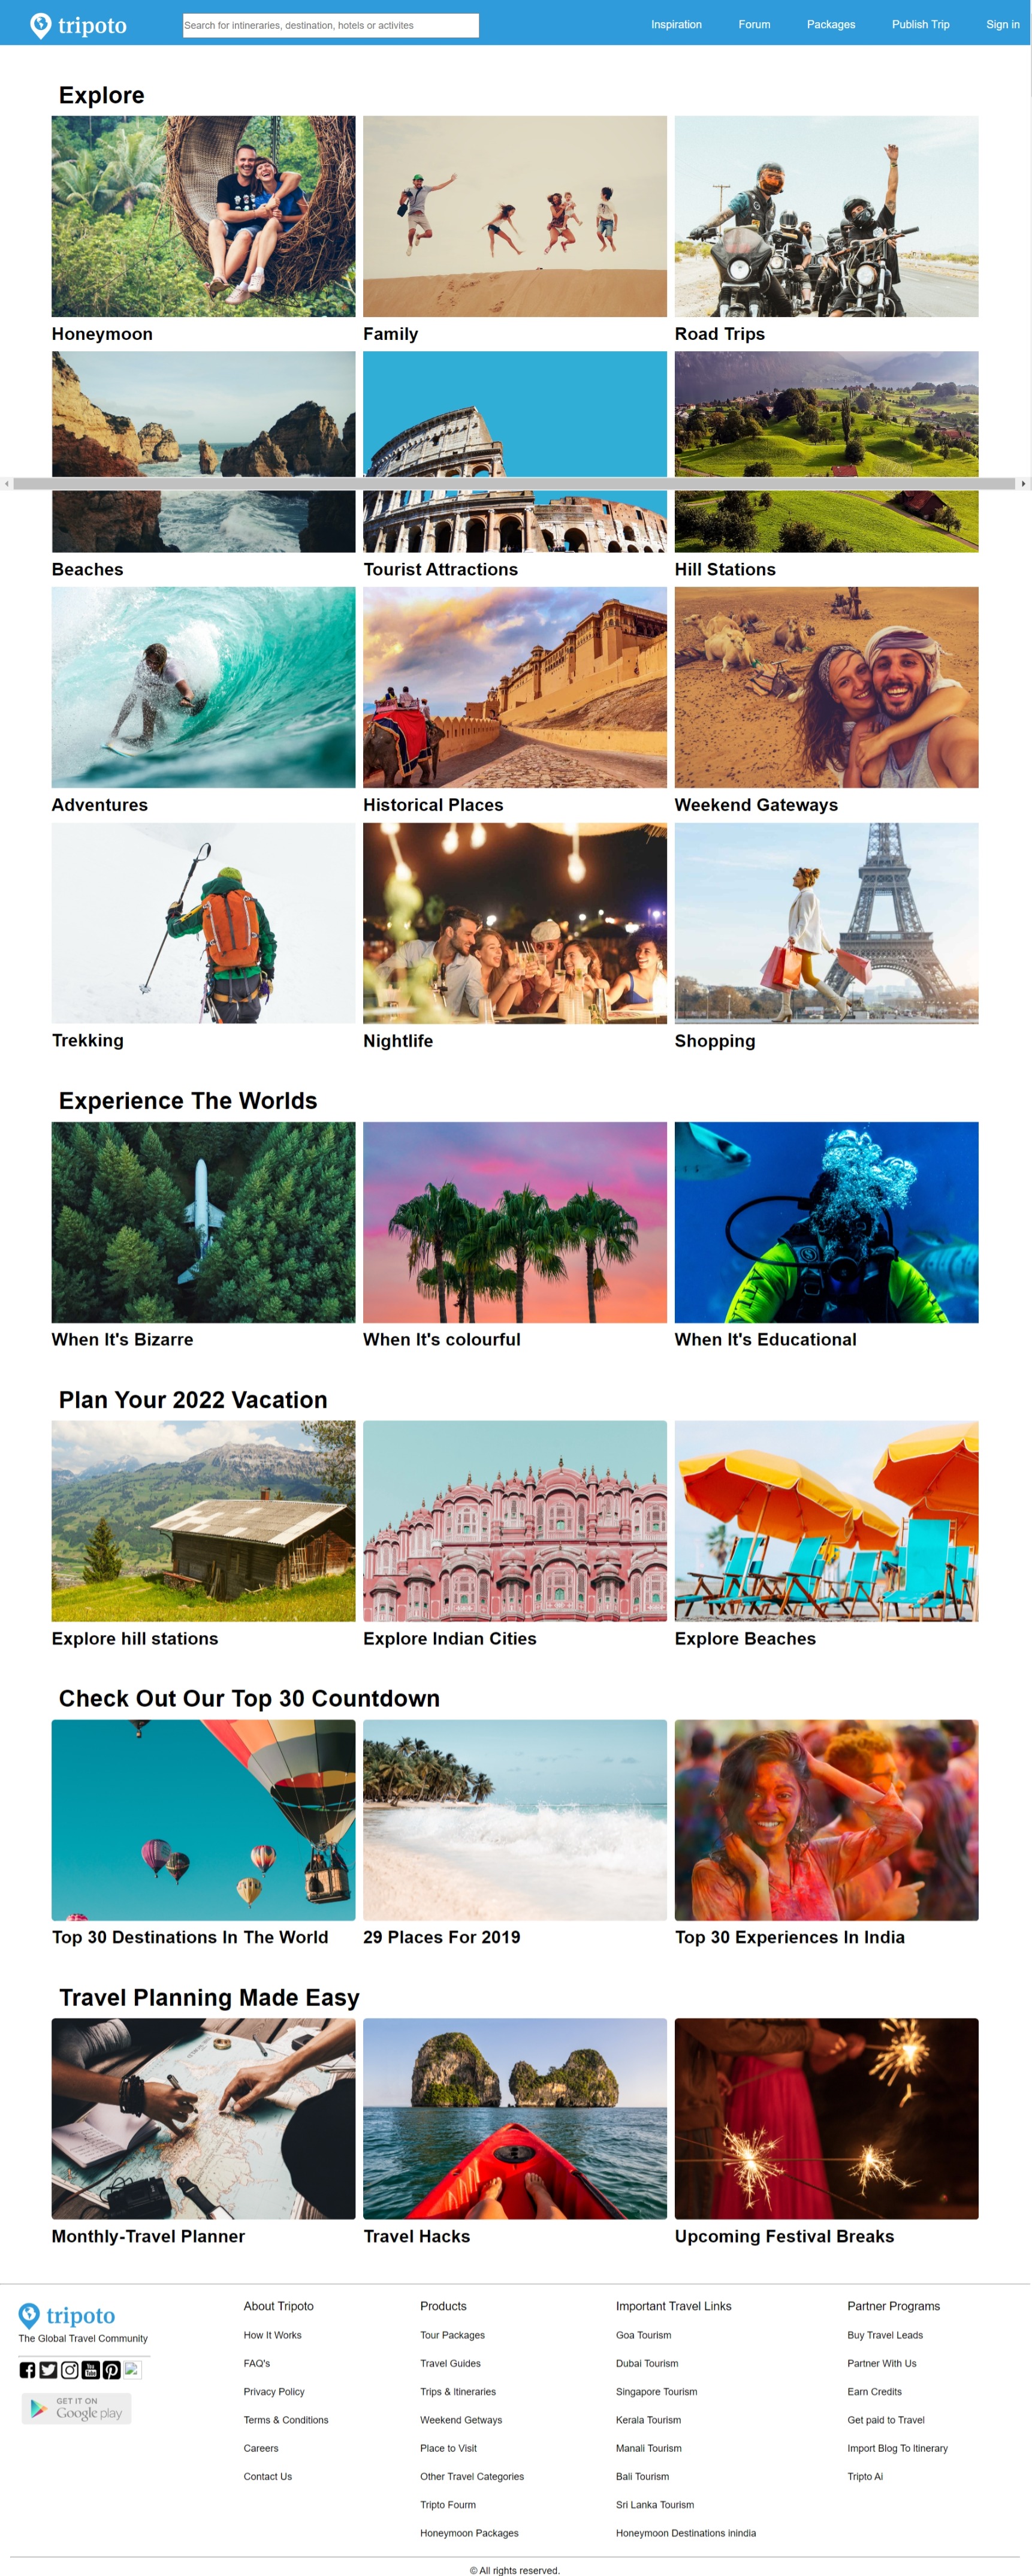 tripoto
Search for intineraries, destination, hotels or activites
Inspiration
Forum
Packages
Publish Trip
Sign in
Explore
Honeymoon
Family
Road Trips
Beaches
Tourist Attractions
Hill Stations
Adventures
Historical Places
Weekend Gateways
Trekking
Nightlife
Shopping
Experience The Worlds
When It's Bizarre
When It's colourful
When It's Educational
Plan Your 2022 Vacation
Explore hill stations
Explore Indian Cities
Explore Beaches
Check Out Our Top 30 Countdown
Top 30 Destinations In The World
29 Places For 2019
Top 30 Experiences In India
Travel Planning Made Easy
Monthly-Travel Planner
Travel Hacks
Upcoming Festival Breaks
tripoto
The Global Travel Community
You
Tube
GET IT ON
Google play
About Tripoto
How It Works
FAQ's
Privacy Policy
Terms & Conditions
Careers
Contact Us
Products
Tour Packages
Travel Guides
Trips & Itineraries
Weekend Getways
Place to Visit
Other Travel Categories
Tripto Fourm
Honeymoon Packages
Important Travel Links
Goa Tourism
Dubai Tourism
Singapore Tourism
Kerala Tourism
Manali Tourism
Bali Tourism
Sri Lanka Tourism
Honeymoon Destinations inindia
Partner Programs
Buy Travel Leads
Partner With Us
Earn Credits
Get paid to Travel
Import Blog To Itinerary
Tripto Ai
© All rights reserved.